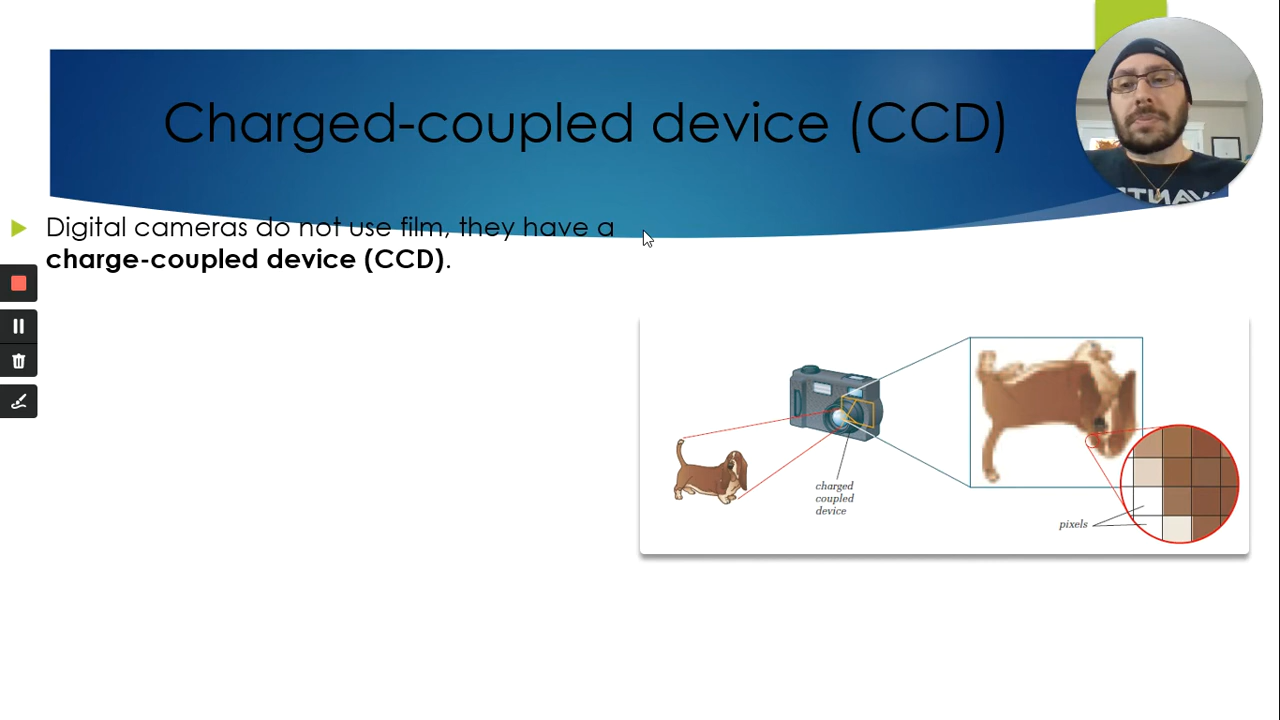 Charged-coupled device (CCD)
Digital cameras do not use film, they have a
charge-coupled device (CCD).
charged
coupled
device
pixels